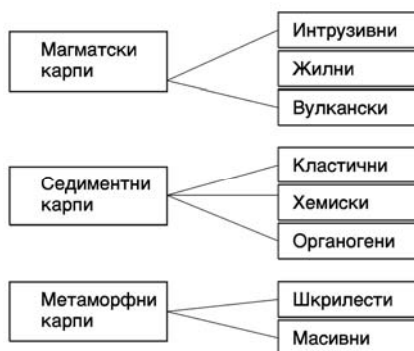 Магматски
карпи
Интрузивни
Жилни
Вулкански
Седиментни
карпи
Кластични
Хемиски
Органогени
Метаморфни
карпи
Шкрилести
Масивни